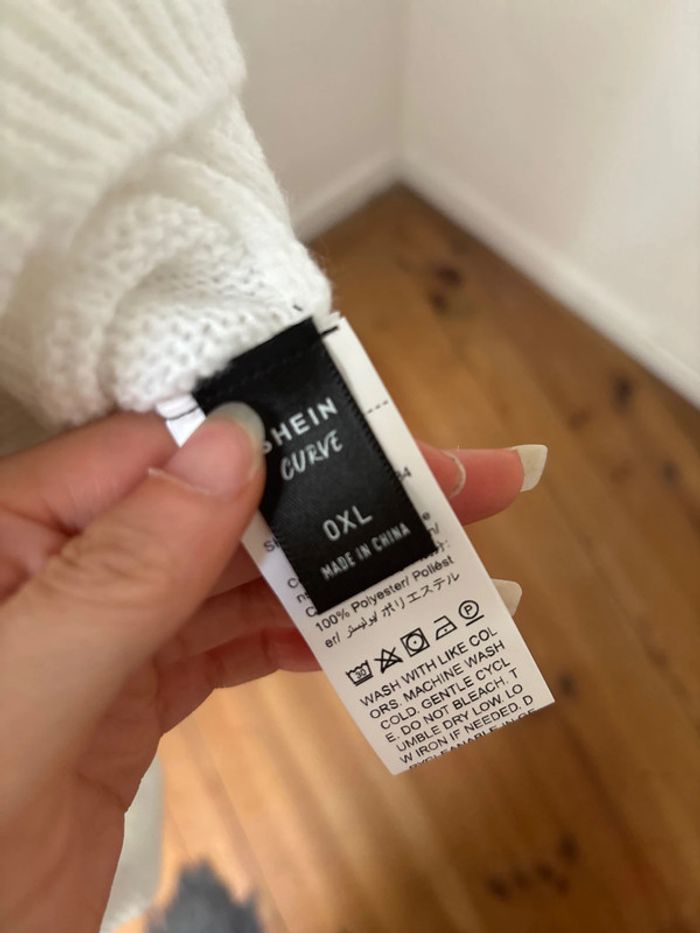 SHEIN
CURVE
0XL
MADE IN CHINA
100% Polyester/ Poliést
er/ بوليستر/ ポリエステル
30
P
WASH WITH LIKE COL
ORS. MACHINE WASH
COLD. GENTLE CYCL
E. DO NOT BLEACH. T
UMBLE DRY LOW. LO
W IRON IF NEEDED. D